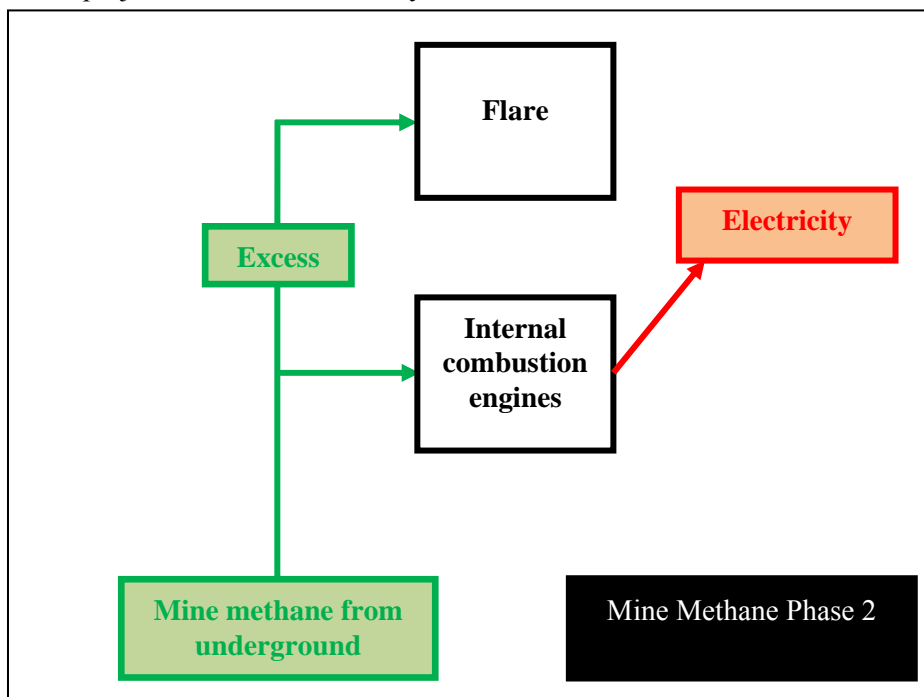 Flare
Electricity
Excess
Internal
combustion
engines
Mine methane from
underground
Mine Methane Phase 2